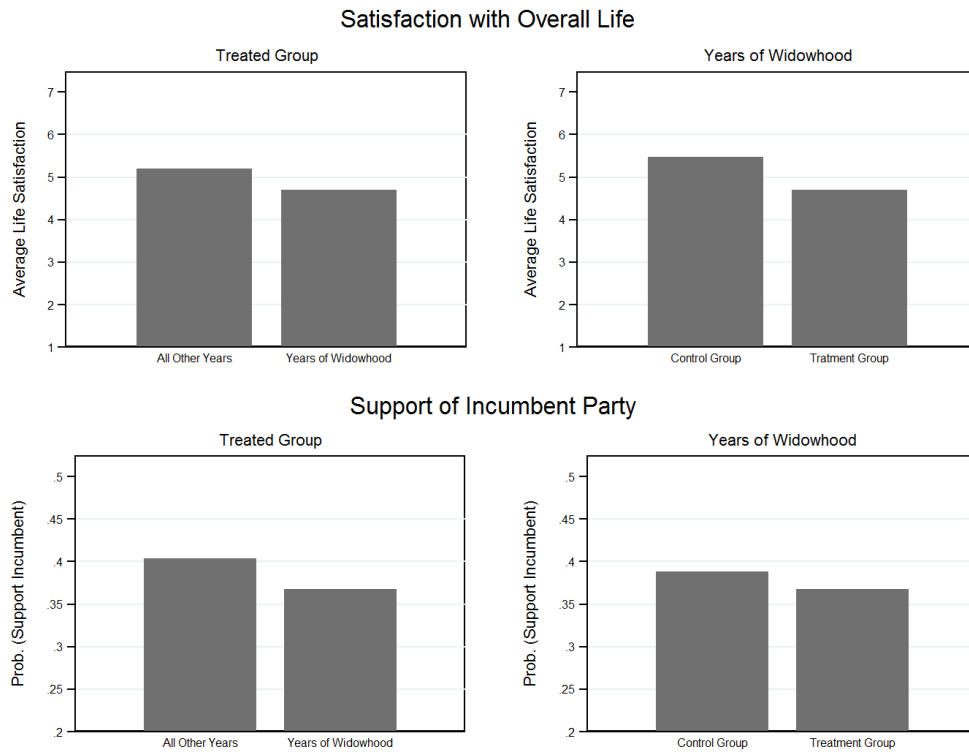 Satisfaction with Overall Life
Treated Group
Years of Widowhood
Average Life Satisfaction
7
6
5
4
3
2
1
All Other Years
Years of Widowhood
Average Life Satisfaction
7
6
5
4
3
2
1
Control Group
Tratment Group
Support of Incumbent Party
Treated Group
Years of Widowhood
Prob. (Support Incumbent)
.5
.45
.4
.35
.3
.25
.2
All Other Years
Years of Widowhood
Prob. (Support Incumbent)
.5
.45
.4
.35
.3
.25
.2
Control Group
Treatment Group